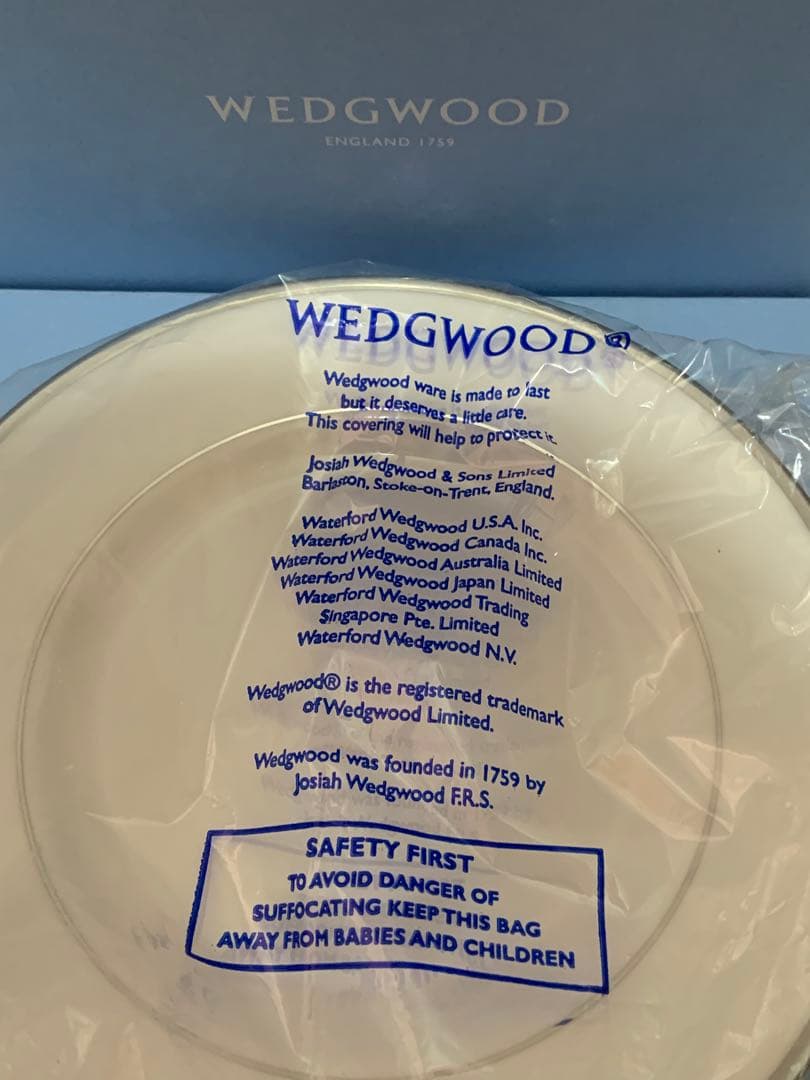 WEDGWOOD
ENGLAND 1759
WEDGWOOD®
Wedgwood ware is made to last
but it deserves a little care.
This covering will help to protect it.
Josiah Wedgwood & Sons Limited
Barlaston, Stoke-on-Trent, England.
Waterford Wedgwood U.S.A. Inc.
Waterford Wedgwood Canada Inc.
Waterford Wedgwood Australia Limited
Waterford Wedgwood Japan Limited
Waterford Wedgwood Trading
Singapore Pte. Limited
Waterford Wedgwood N.V.
Wedgwood® is the registered trademark
of Wedgwood Limited.
Wedgwood was founded in 1759 by
Josiah Wedgwood F.R.S.
SAFETY FIRST
TO AVOID DANGER OF
SUFFOCATING KEEP THIS BAG
AWAY FROM BABIES AND CHILDREN